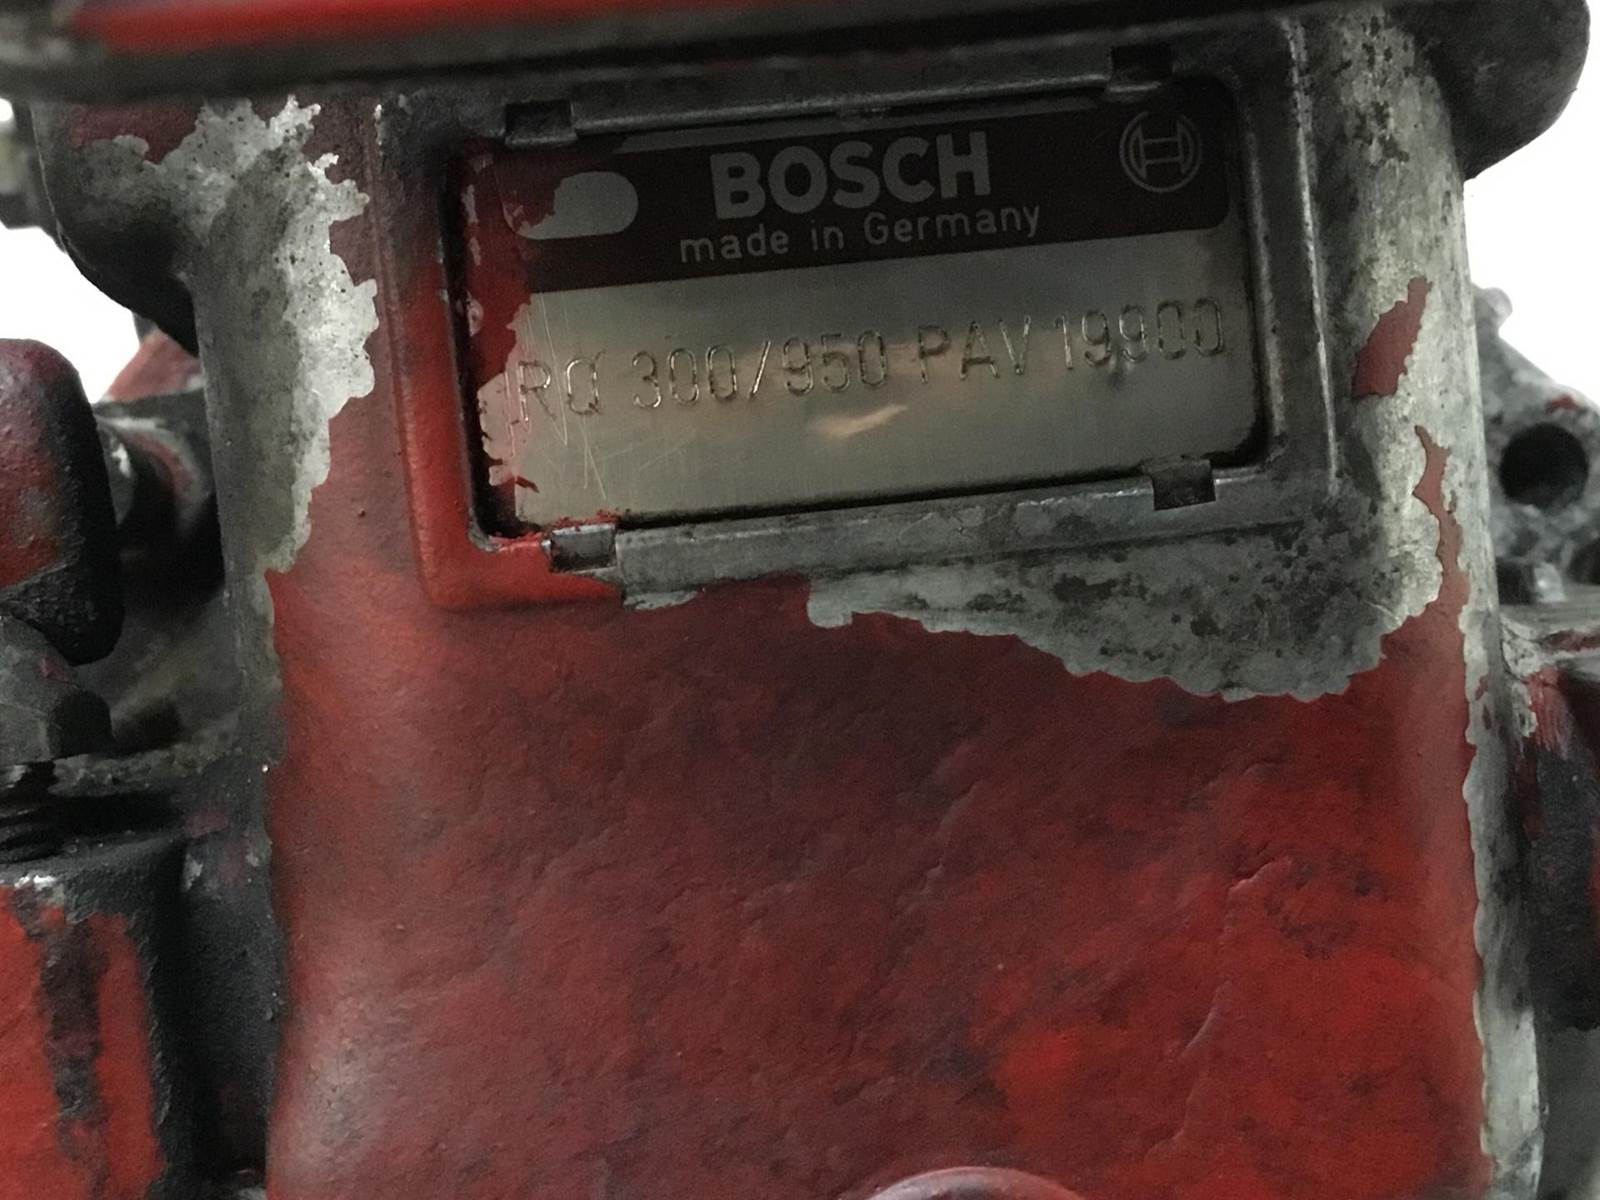 BOSCH
made in Germany
RQ 300/950 PAV 19900